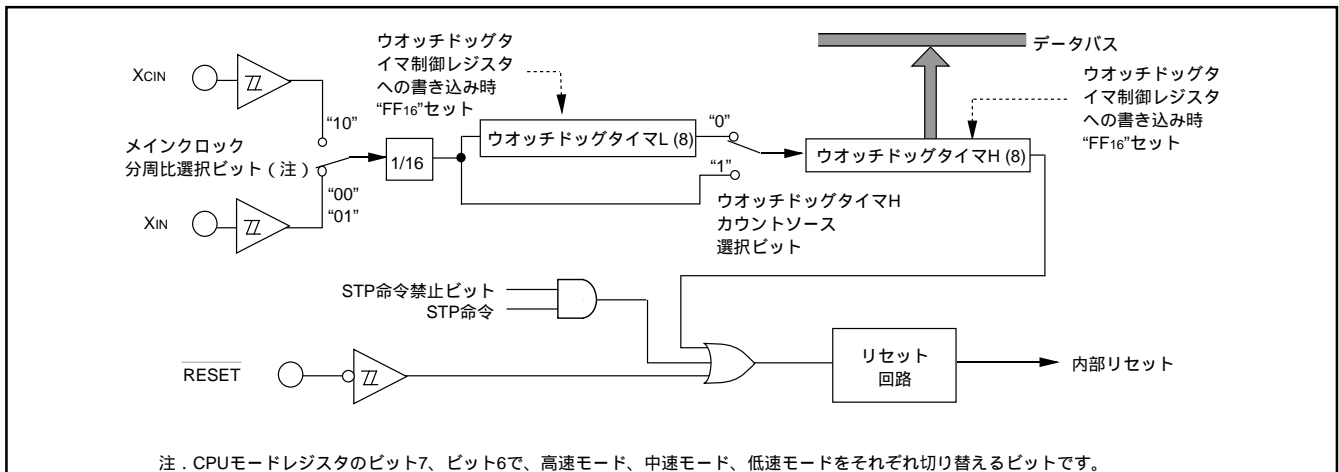 ウオッチドッグタ
イマ制御レジスタ
への書き込み時
“FF16”セット
データバス
ウオッチドッグタ
イマ制御レジスタ
への書き込み時
“FF16”セット
XCIN
“10”
メインクロック
分周比選択ビット（注）
1/16
ウオッチドッグタイマL (8)
“0”
“1”
ウオッチドッグタイマH (8)
“00”
“01”
XIN
ウオッチドッグタイマH
カウントソース
選択ビット
STP命令禁止ビット
STP命令
RESET
リセット
回路
内部リセット
注．CPUモードレジスタのビット7、ビット6で、高速モード、中速モード、低速モードをそれぞれ切り替えるビットです。